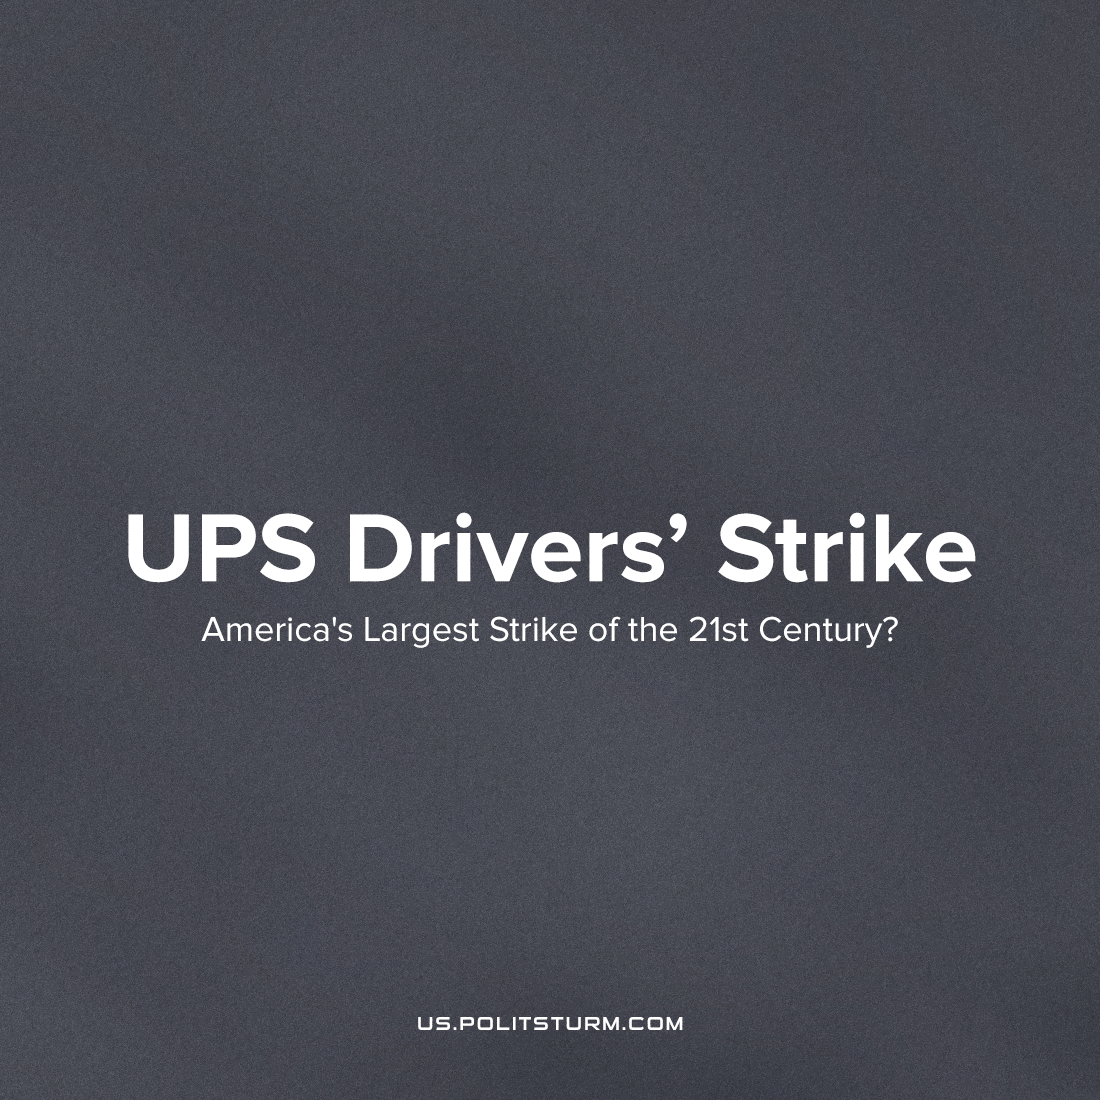 UPS Drivers’ Strike
America's Largest Strike of the 21st Century?
US.POLITSTURM.COM